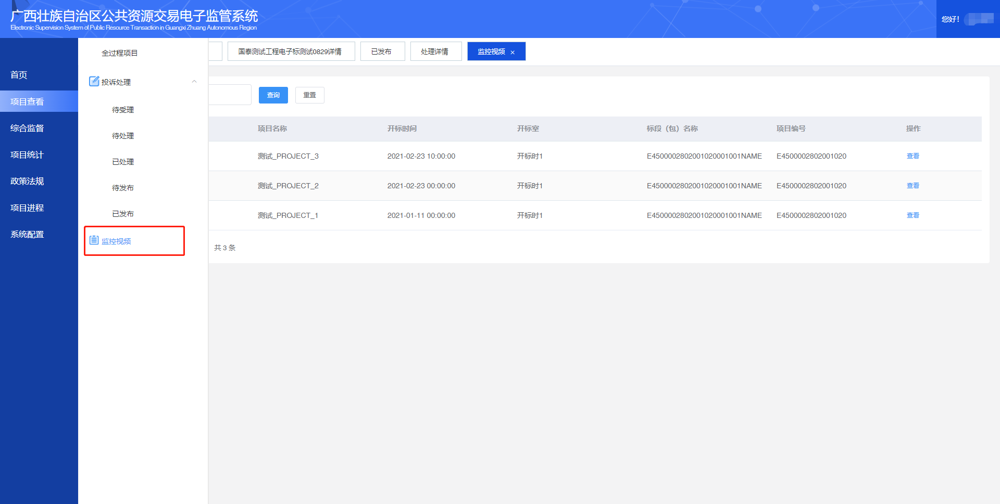 广西壮族自治区公共资源交易电子监管系统
Electronic Supervision System of Public Resource Transaction in Guangxi Zhuang Autonomous Region
您好！
首页
项目查看
综合监督
项目统计
政策法规
项目进程
系统配置
全过程项目
投诉处理
待受理
待处理
已处理
待发布
已发布
监控视频
国泰测试工程电子标测试0829详情 已发布 处理详情 监控视频 ×
查询 重置
项目名称 开标时间 开标室 标段（包）名称 项目编号 操作
测试_PROJECT_3 2021-02-23 10:00:00 开标时1 E4500002802001020001001NAME E4500002802001020 查看
测试_PROJECT_2 2021-02-23 00:00:00 开标时1 E4500002802001020001001NAME E4500002802001020 查看
测试_PROJECT_1 2021-01-11 00:00:00 开标时1 E4500002802001020001001NAME E4500002802001020 查看
共 3 条